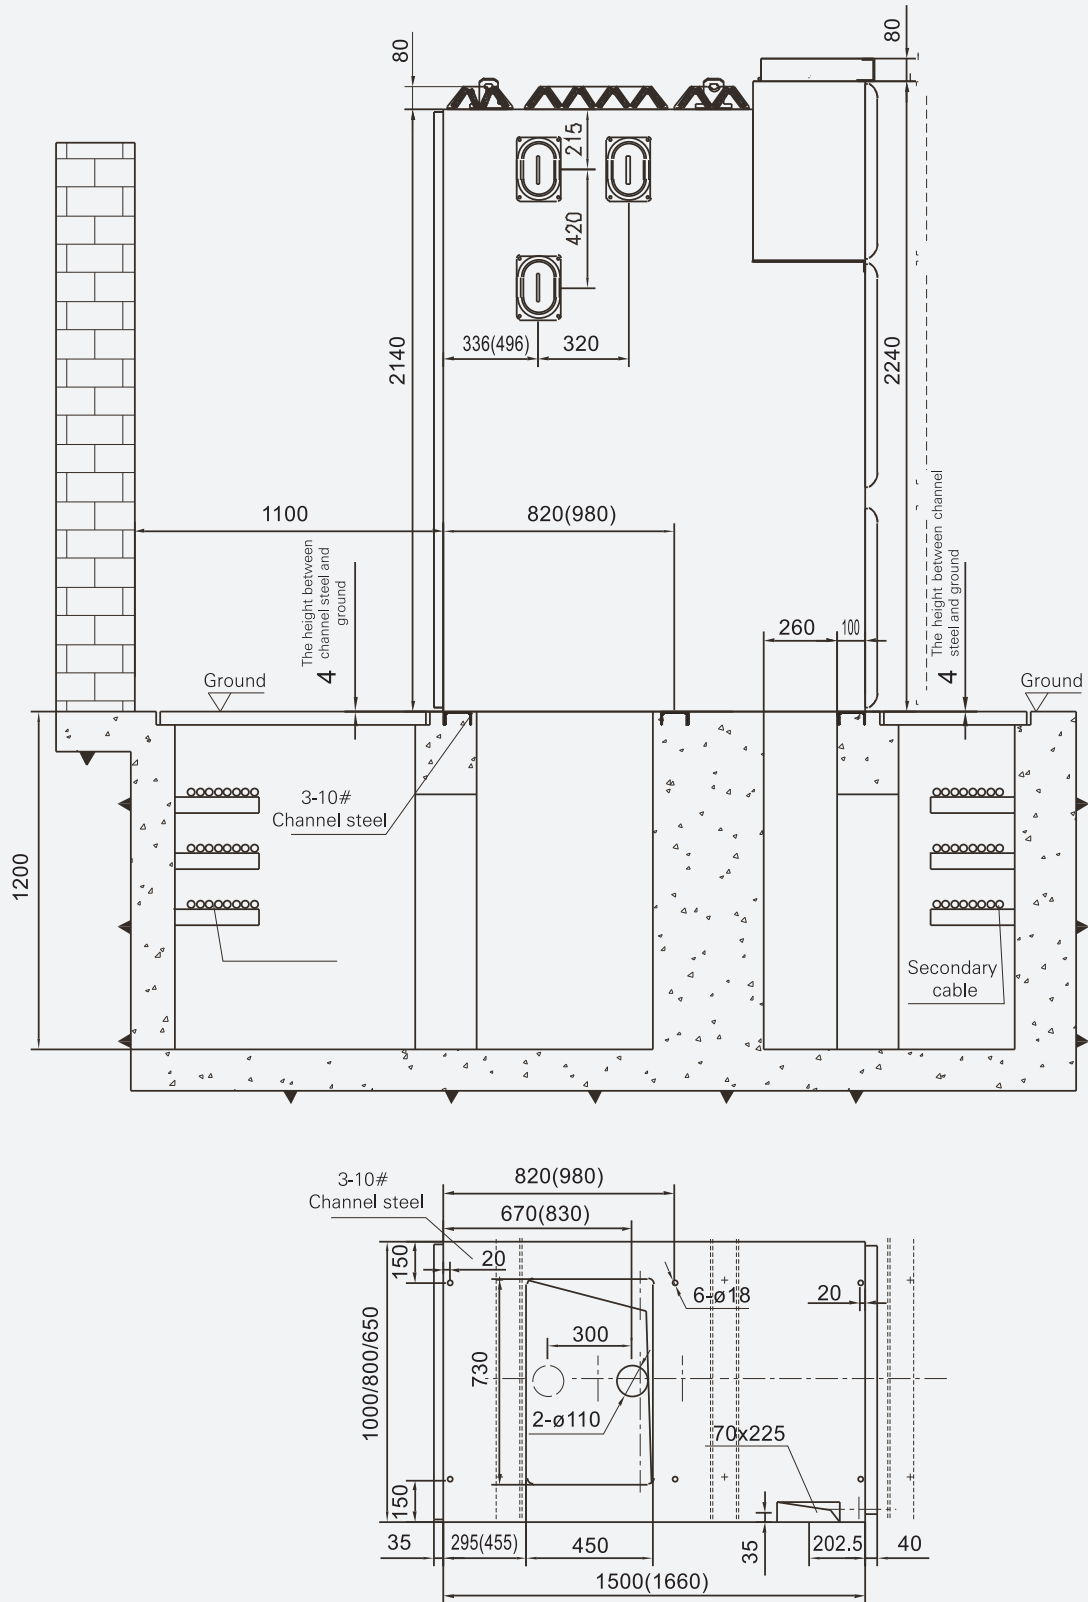 80
80
215
420
336(496)
320
2140
2240
1100
820(980)
The height between
channel steel and
ground
4
The height between channel
steel and ground
4
260
100
Ground
Ground
3-10#
Channel steel
1200
Secondary
cable
3-10#
Channel steel
820(980)
670(830)
150
20
6-ø18
20
300
730
1000/800/650
2-ø110
70x225
150
35
295(455)
450
35
202.5
40
1500(1660)